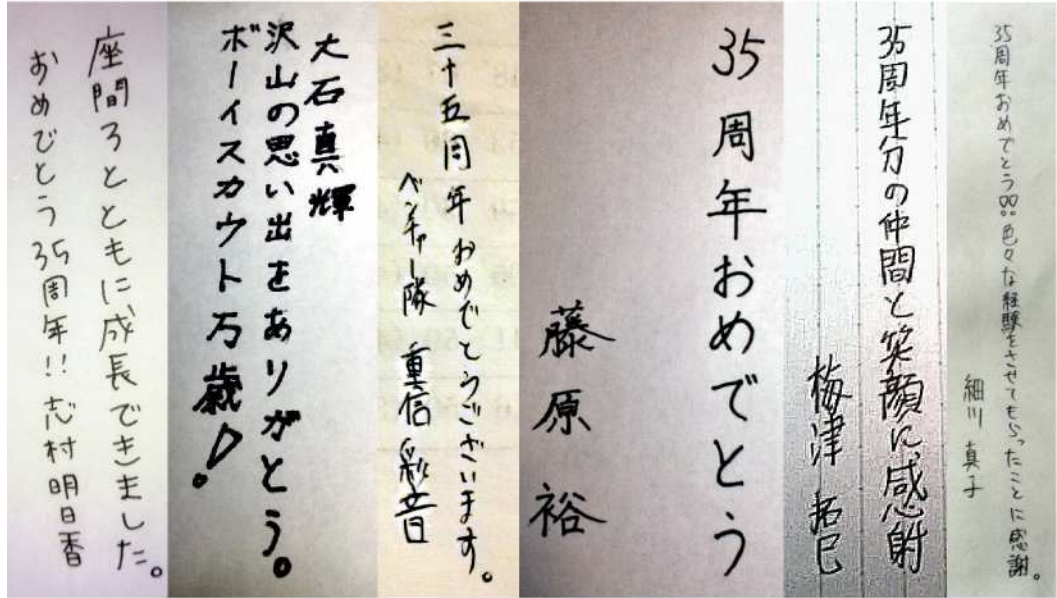 35周年おめでとう!!色々な経験をさせてもらったことに感謝。
細川 真子
35周年分の仲間と笑顔に感射
梅津 拓巳
35周年おめでとう
藤原 裕
三十五周年おめでとうございます。
ベンチャー隊 重信彩音
大石真輝
沢山の思い出をありがとう。
ボーイスカウト万歳!
座間3とともに成長できました。
おめでとう35周年!!志村明日香